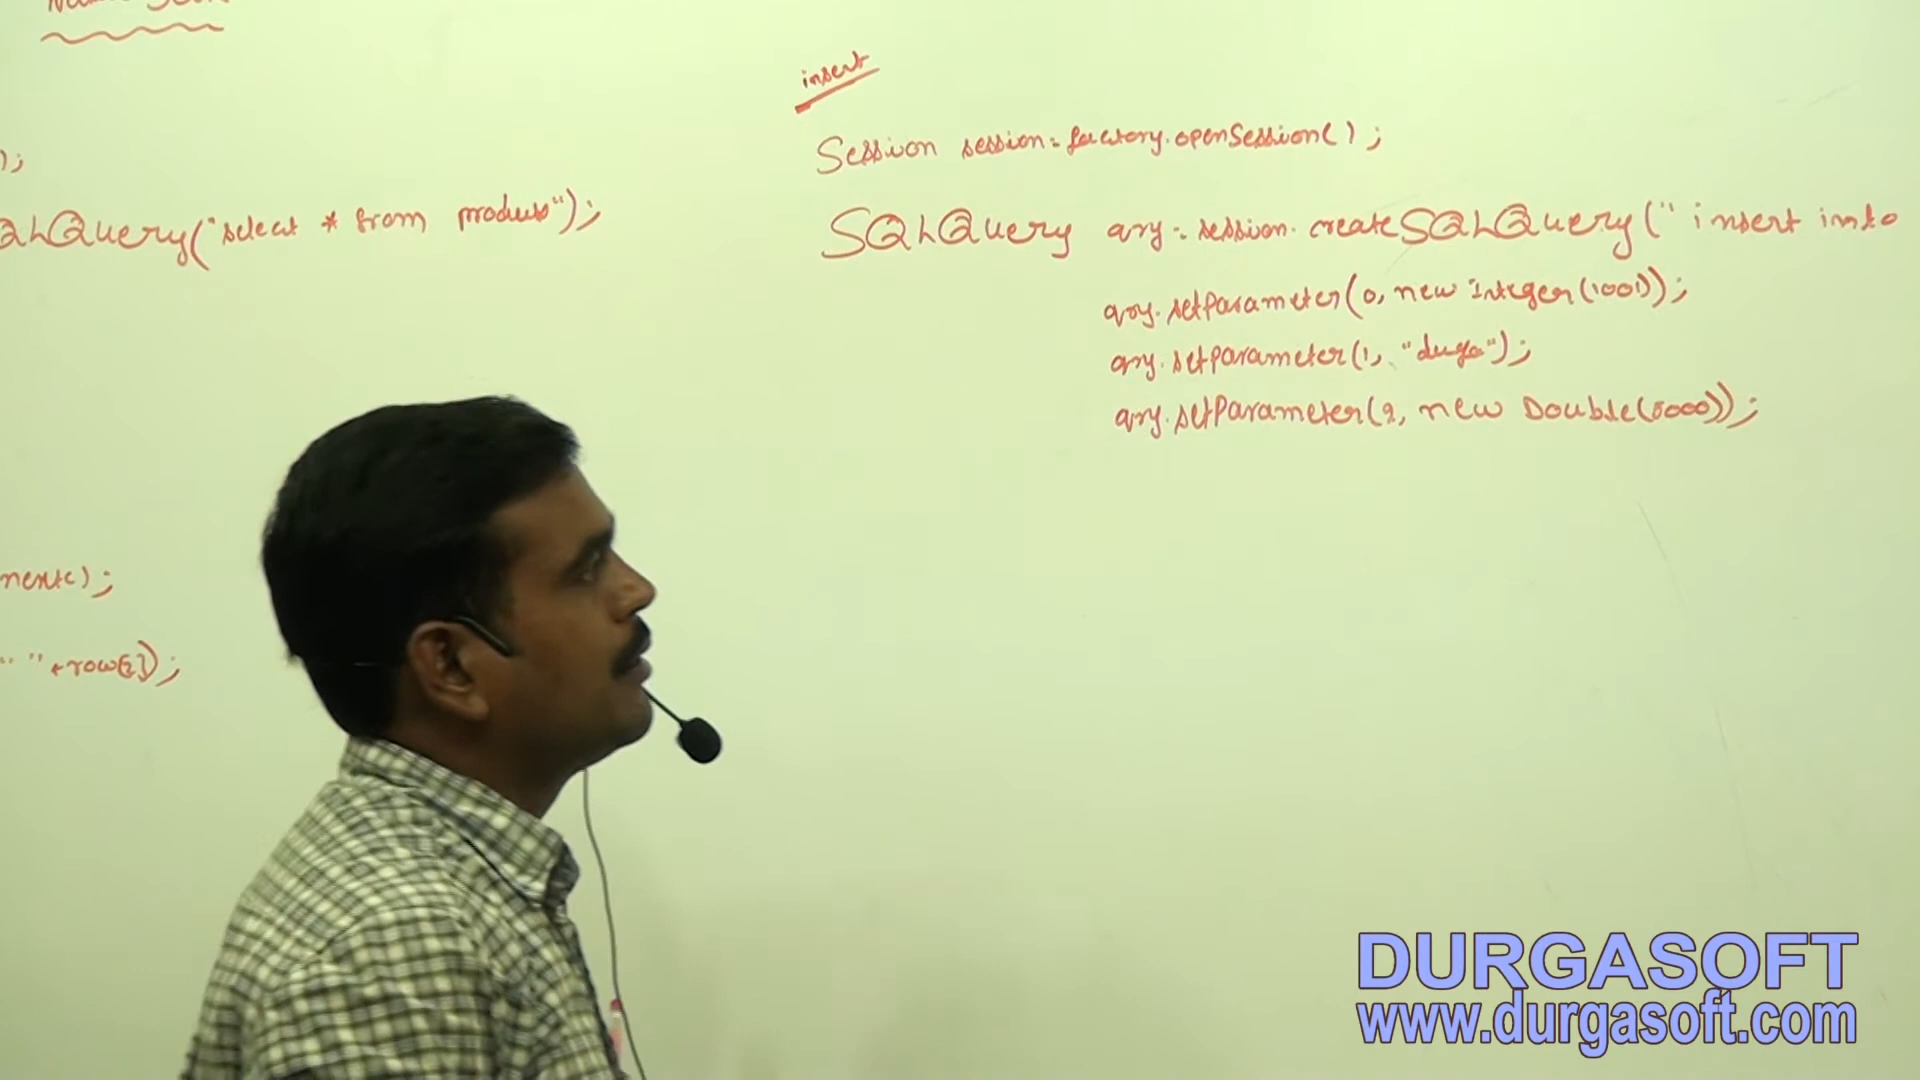 );
QLQuery("select * from products");
nent();
" " +row[2]);
insert
Session session=factory.openSession();
SQLQuery qry=session.createSQLQuery(" insert into
qry.setParameter(0, new Integer(1001));
qry.setParameter(1, "durga");
qry.setParameter(2, new Double(5000));
DURGASOFT
www.durgasoft.com